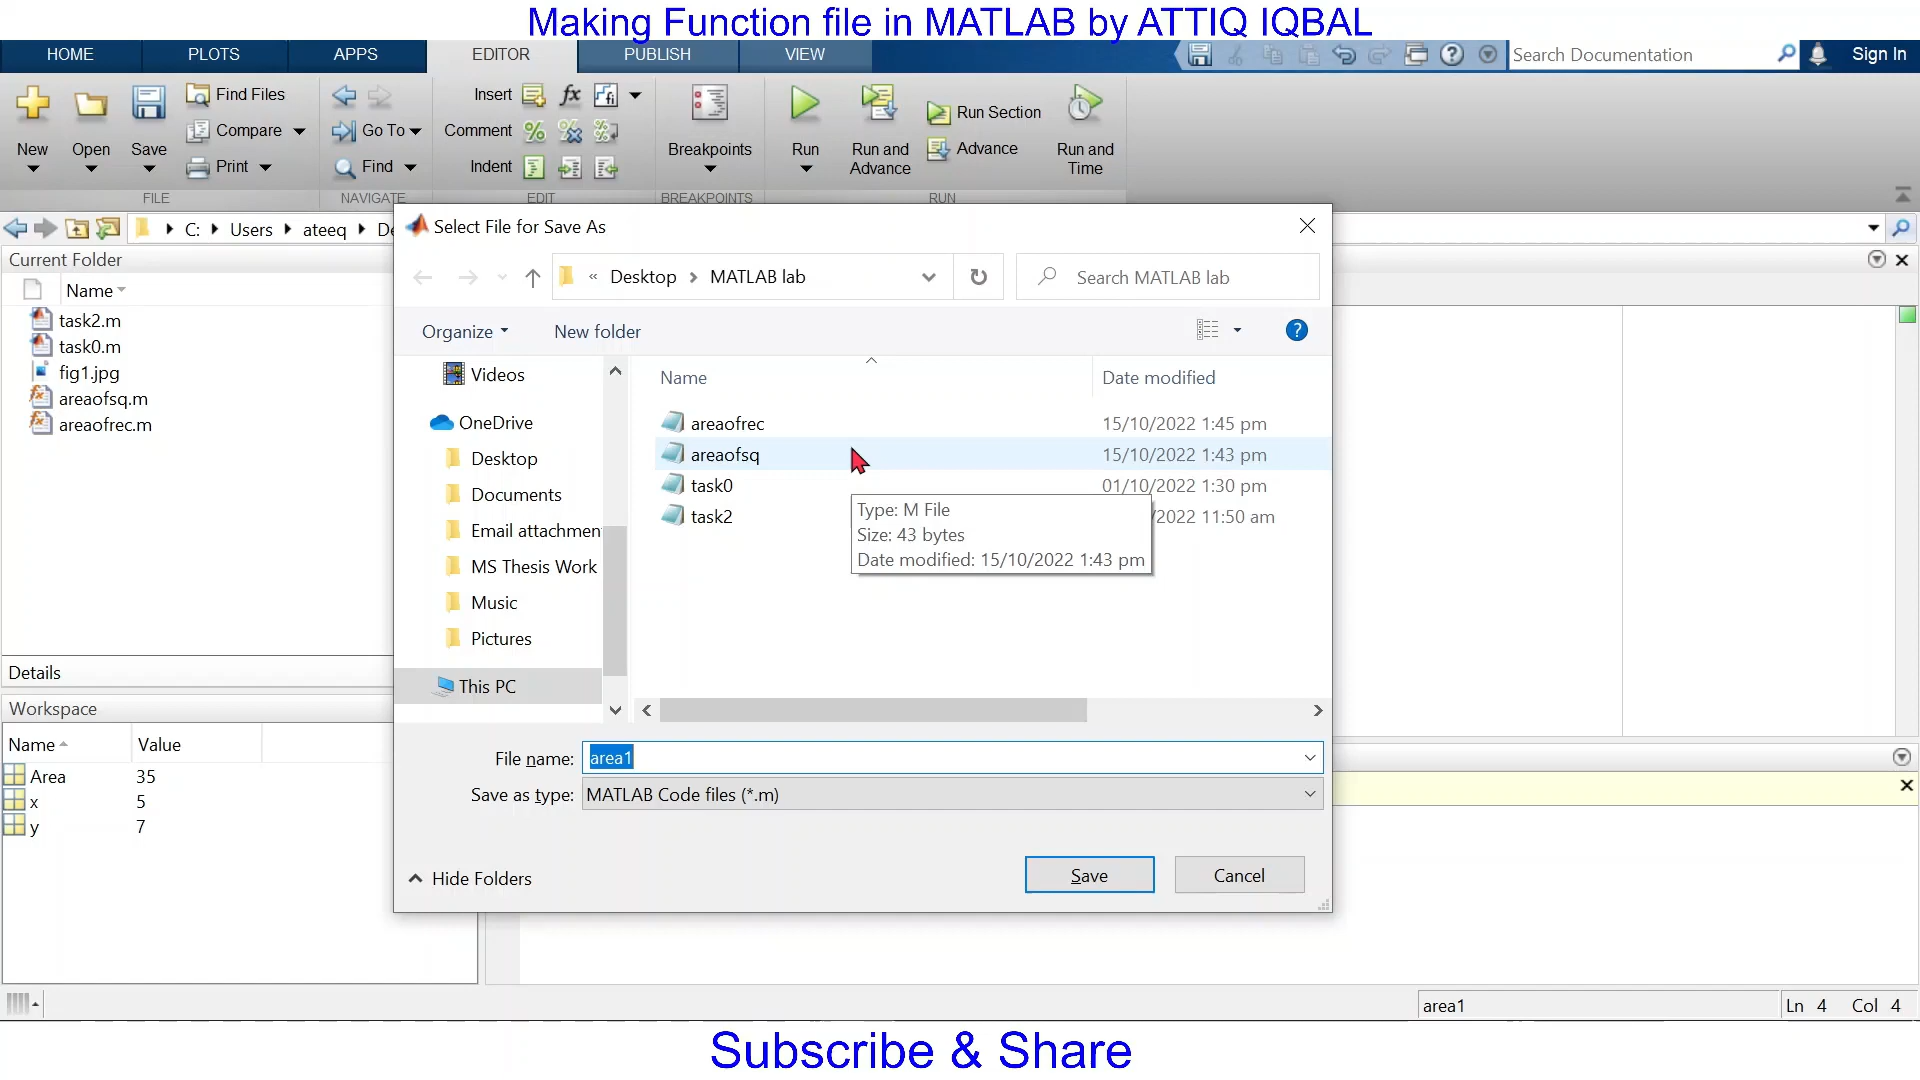 Making Function file in MATLAB by ATTIQ IQBAL
HOME PLOTS APPS EDITOR PUBLISH VIEW Search Documentation Sign In
New Open Save Find Files Compare Print
Go To Find
Insert fx Comment Indent
Breakpoints
Run Run and Advance Run Section Advance Run and Time
FILE NAVIGATE EDIT BREAKPOINTS RUN
C: Users ateeq
Current Folder
Name
task2.m
task0.m
fig1.jpg
areaofsq.m
areaofrec.m
Details
Workspace
Name Value
Area 35
x 5
y 7
Select File for Save As
« Desktop MATLAB lab Search MATLAB lab
Organize New folder
Videos
OneDrive
Desktop
Documents
Email attachmen
MS Thesis Work
Music
Pictures
This PC
Name Date modified
areaofrec 15/10/2022 1:45 pm
areaofsq 15/10/2022 1:43 pm
task0 01/10/2022 1:30 pm
task2 /2022 11:50 am
Type: M File
Size: 43 bytes
Date modified: 15/10/2022 1:43 pm
File name: area1
Save as type: MATLAB Code files (*.m)
Hide Folders Save Cancel
area1 Ln 4 Col 4
Subscribe & Share